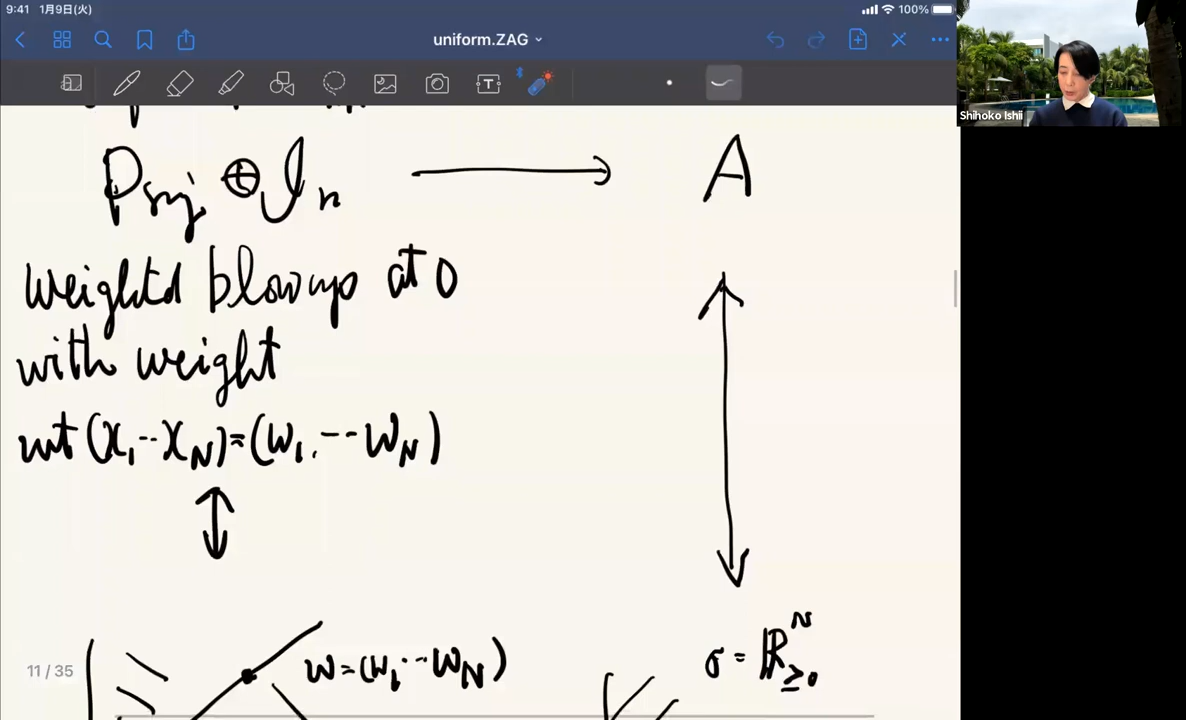 9:41 1月9日(火)
100%
uniform.ZAG
Shihoko Ishii
Proj ⊕ I_n → A
weightd blowup at 0
with weight
wt (x_1 ·· x_N) = (w_1, -- w_N)
w = (w_1 ·· w_N)
σ = ℝ^N_≥0
11 / 35